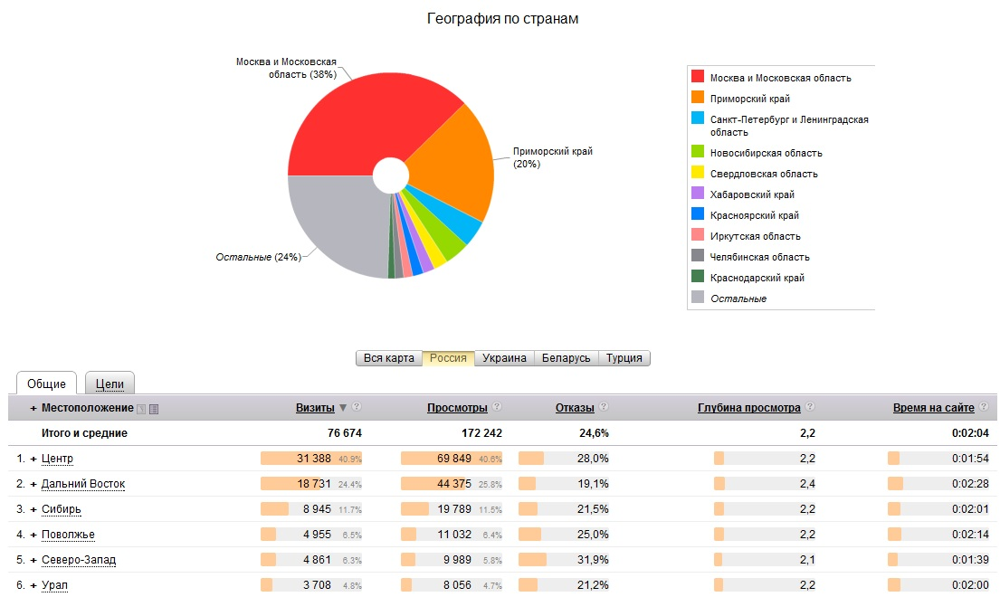 География по странам
Москва и Московская
область (38%)
Приморский край
(20%)
Остальные (24%)
Москва и Московская область
Приморский край
Санкт-Петербург и Ленинградская
область
Новосибирская область
Свердловская область
Хабаровский край
Красноярский край
Иркутская область
Челябинская область
Краснодарский край
Остальные
Вся карта Россия Украина Беларусь Турция
Общие Цели
+ Местоположение Визиты ▼ ? Просмотры ? Отказы ? Глубина просмотра ? Время на сайте ?
Итого и средние 76 674 172 242 24,6% 2,2 0:02:04
1. + Центр 31 388 40.9% 69 849 40.6% 28,0% 2,2 0:01:54
2. + Дальний Восток 18 731 24.4% 44 375 25.8% 19,1% 2,4 0:02:28
3. + Сибирь 8 945 11.7% 19 789 11.5% 21,5% 2,2 0:02:01
4. + Поволжье 4 955 6.5% 11 032 6.4% 25,0% 2,2 0:02:14
5. + Северо-Запад 4 861 6.3% 9 989 5.8% 31,9% 2,1 0:01:39
6. + Урал 3 708 4.8% 8 056 4.7% 21,2% 2,2 0:02:00